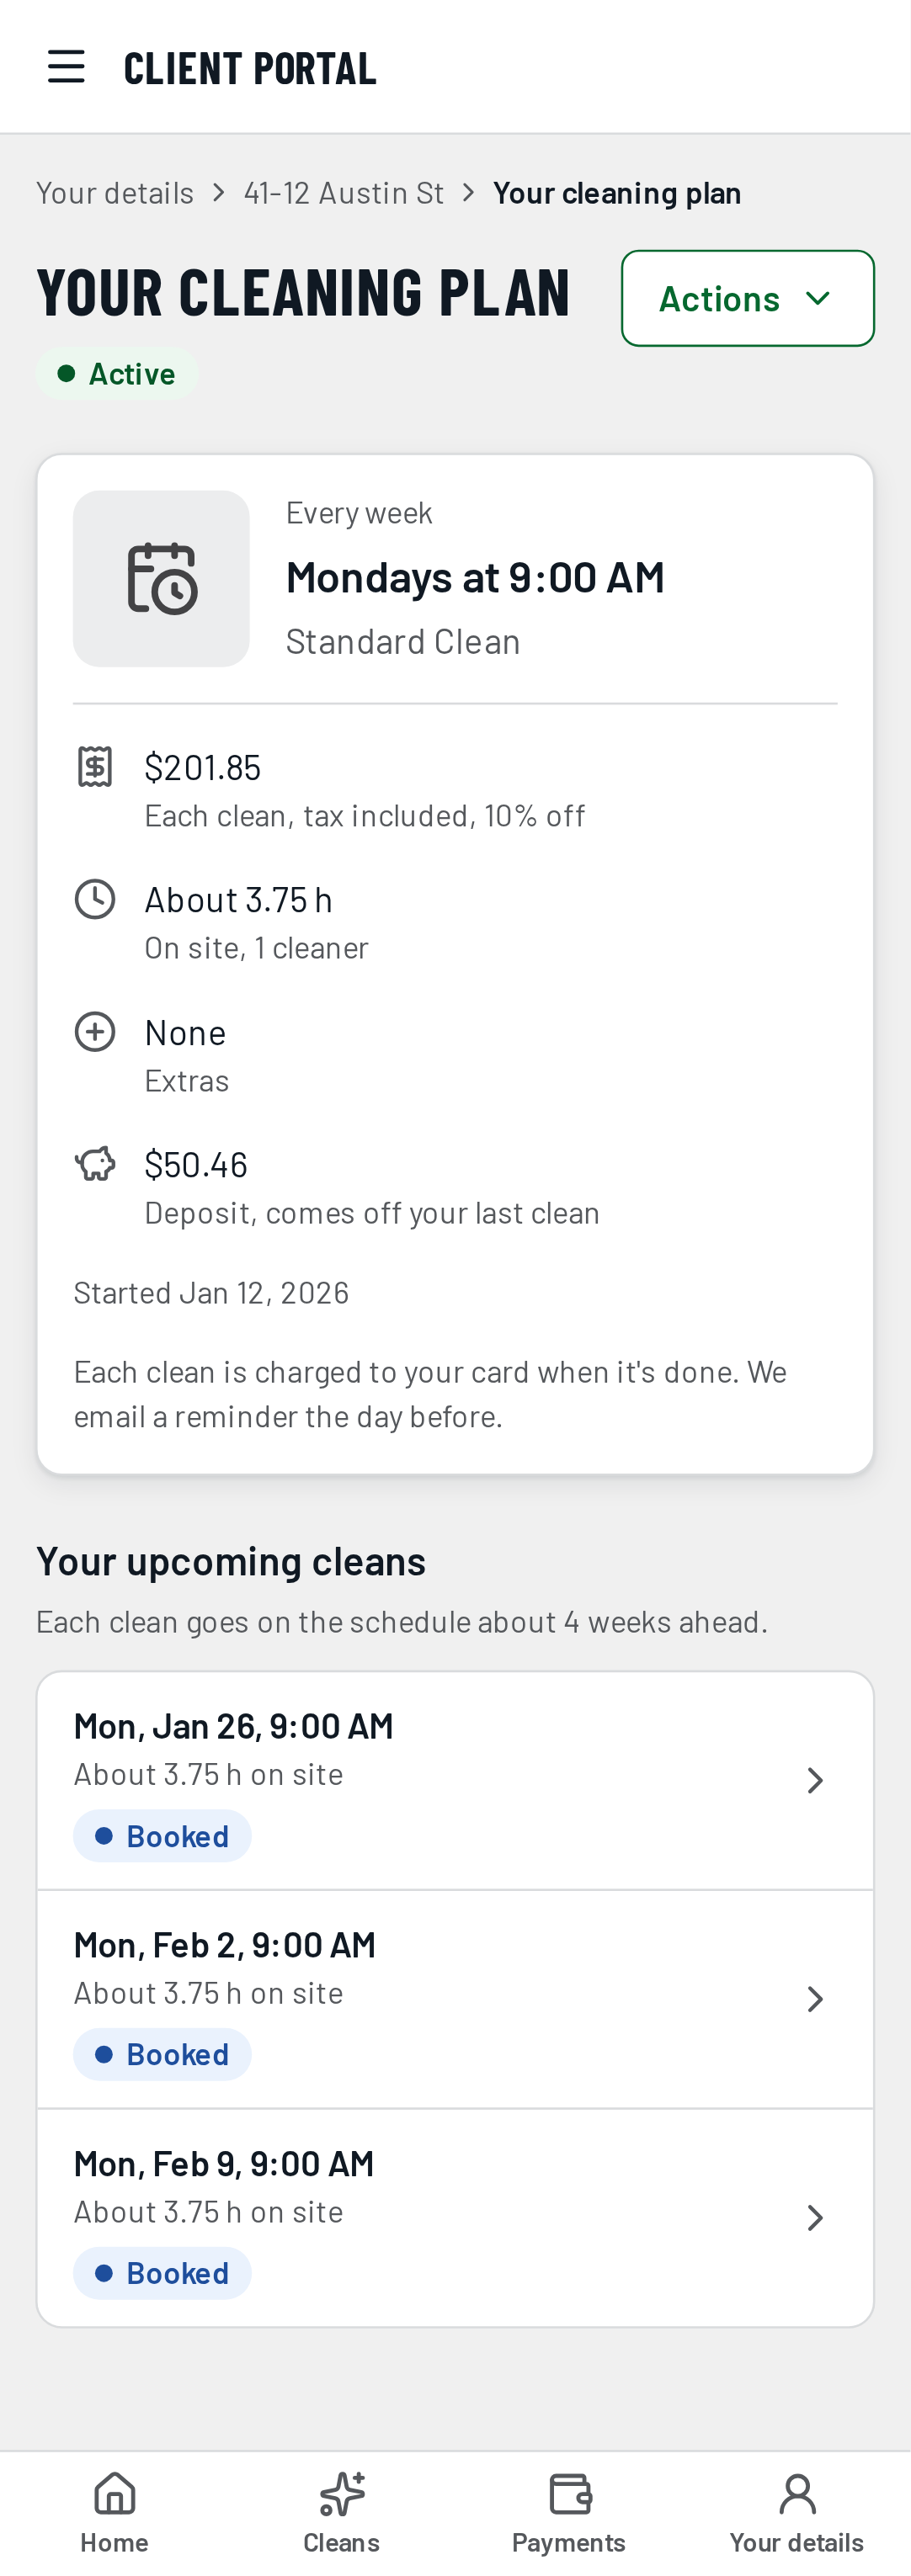 CLIENT PORTAL
Your details > 41-12 Austin St > Your cleaning plan
YOUR CLEANING PLAN
Actions
Active
Every week
Mondays at 9:00 AM
Standard Clean
$201.85
Each clean, tax included, 10% off
About 3.75 h
On site, 1 cleaner
None
Extras
$50.46
Deposit, comes off your last clean
Started Jan 12, 2026
Each clean is charged to your card when it's done. We
email a reminder the day before.
Your upcoming cleans
Each clean goes on the schedule about 4 weeks ahead.
Mon, Jan 26, 9:00 AM
About 3.75 h on site
Booked
Mon, Feb 2, 9:00 AM
About 3.75 h on site
Booked
Mon, Feb 9, 9:00 AM
About 3.75 h on site
Booked
Home Cleans Payments Your details